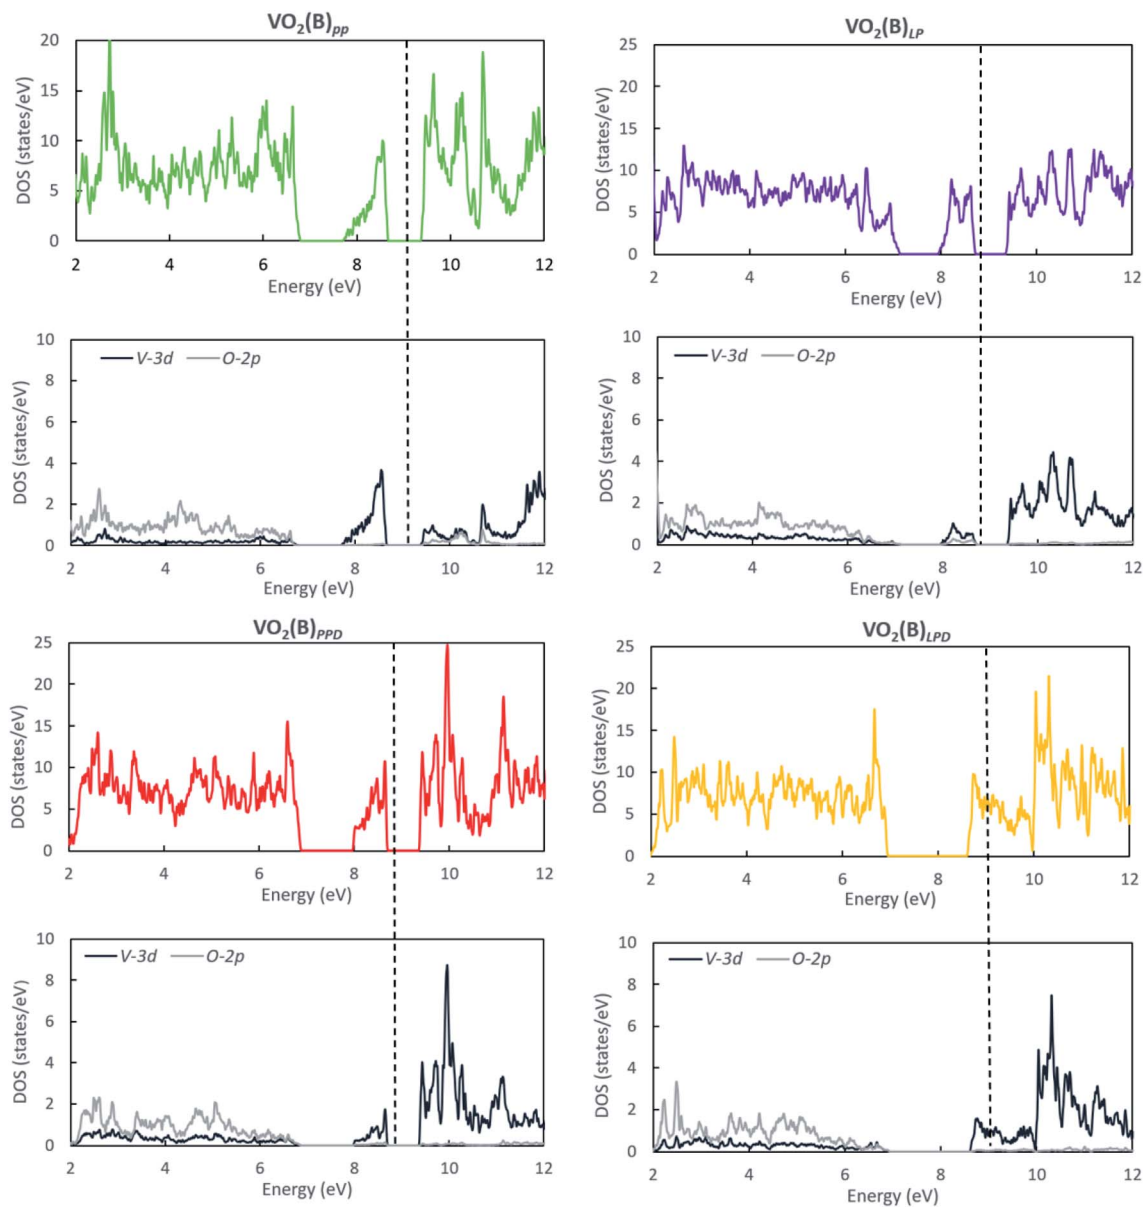 VO₂(B)pp
DOS (states/eV)
20
15
10
5
0
2 4 6 8 10 12
Energy (eV)
VO₂(B)LP
DOS (states/eV)
25
20
15
10
5
0
2 4 6 8 10 12
Energy (eV)
V-3d O-2p
DOS (states/eV)
10
8
6
4
2
0
2 4 6 8 10 12
Energy (eV)
V-3d O-2p
DOS (states/eV)
10
8
6
4
2
0
2 4 6 8 10 12
Energy (eV)
VO₂(B)PPD
DOS (states/eV)
25
20
15
10
5
0
2 4 6 8 10 12
Energy (eV)
VO₂(B)LPD
DOS (states/eV)
25
20
15
10
5
0
2 4 6 8 10 12
Energy (eV)
V-3d O-2p
DOS (states/eV)
10
8
6
4
2
0
2 4 6 8 10 12
Energy (eV)
V-3d O-2p
DOS (states/eV)
10
8
6
4
2
0
2 4 6 8 10 12
Energy (eV)